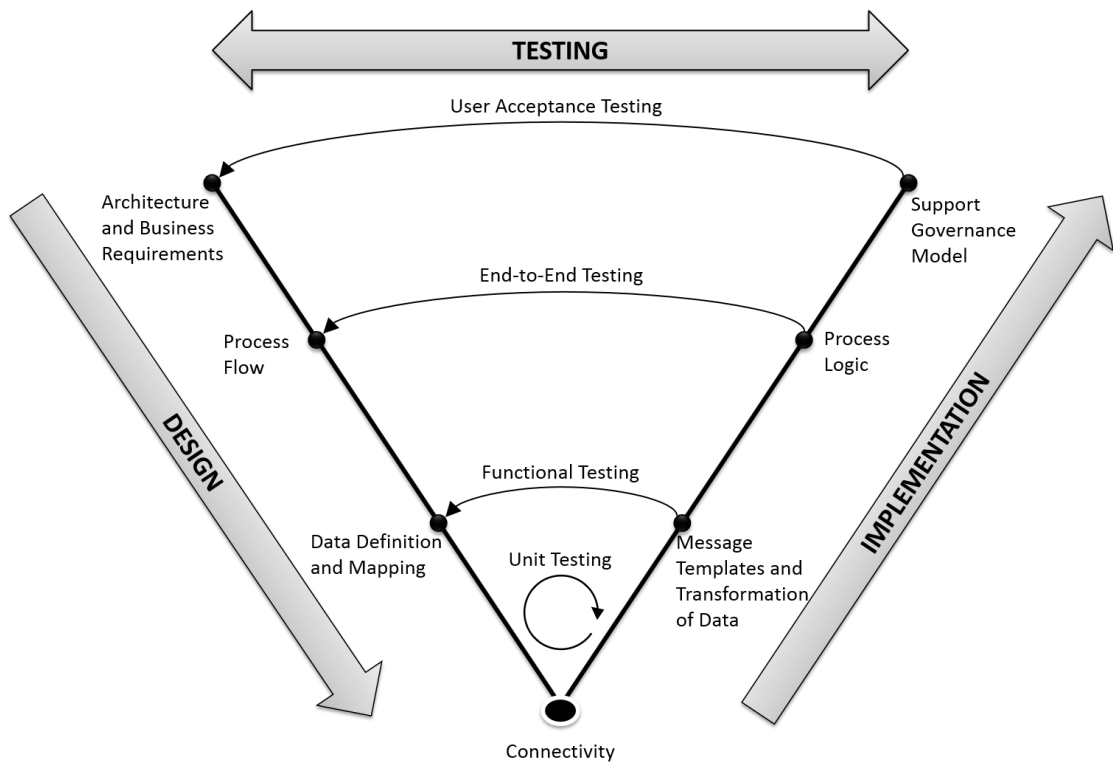 TESTING
User Acceptance Testing
Architecture
and Business
Requirements
Support
Governance
Model
End-to-End Testing
Process
Flow
Process
Logic
DESIGN
IMPLEMENTATION
Functional Testing
Data Definition
and Mapping
Unit Testing
Message
Templates and
Transformation
of Data
Connectivity